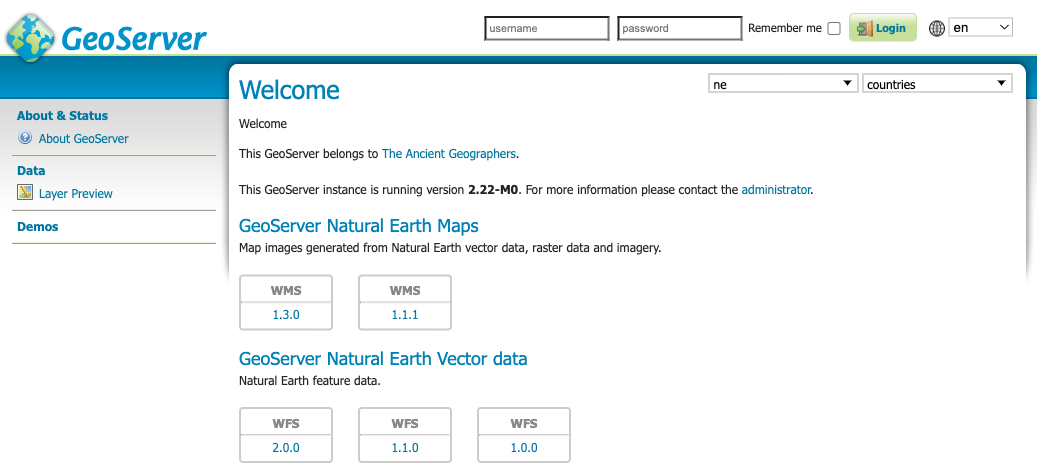 GeoServer
username password Remember me Login en
Welcome
ne countries
About & Status
About GeoServer
Data
Layer Preview
Demos
Welcome
This GeoServer belongs to The Ancient Geographers.
This GeoServer instance is running version 2.22-M0. For more information please contact the administrator.
GeoServer Natural Earth Maps
Map images generated from Natural Earth vector data, raster data and imagery.
WMS WMS
1.3.0 1.1.1
GeoServer Natural Earth Vector data
Natural Earth feature data.
WFS WFS WFS
2.0.0 1.1.0 1.0.0